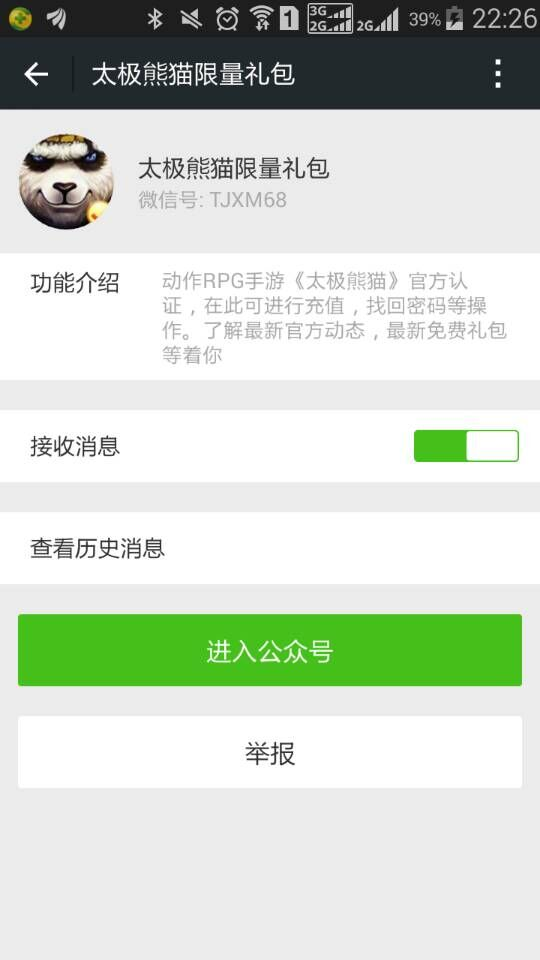 3G
2G
1
2G
39%
22:26
太极熊猫限量礼包
太极熊猫限量礼包
微信号: TJXM68
功能介绍
动作RPG手游《太极熊猫》官方认
证，在此可进行充值，找回密码等操
作。了解最新官方动态，最新免费礼包
等着你
接收消息
查看历史消息
进入公众号
举报